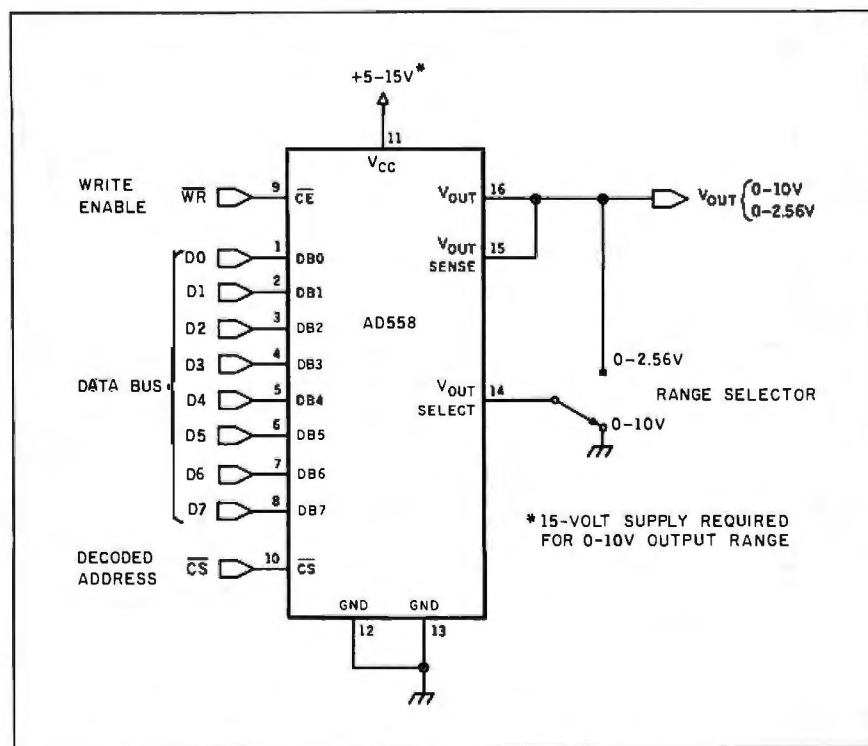 +5-15V*
11
VCC
WRITE
ENABLE
WR
9
CE
VOUT
16
VOUT
0-10V
0-2.56V
VOUT
SENSE
15
DATA BUS
D0
1
DB0
D1
2
DB1
D2
3
DB2
D3
4
DB3
D4
5
DB4
D5
6
DB5
D6
7
DB6
D7
8
DB7
AD558
VOUT
SELECT
14
0-2.56V
RANGE SELECTOR
0-10V
*15-VOLT SUPPLY REQUIRED
FOR 0-10V OUTPUT RANGE
DECODED
ADDRESS
CS
10
CS
GND
GND
12
13